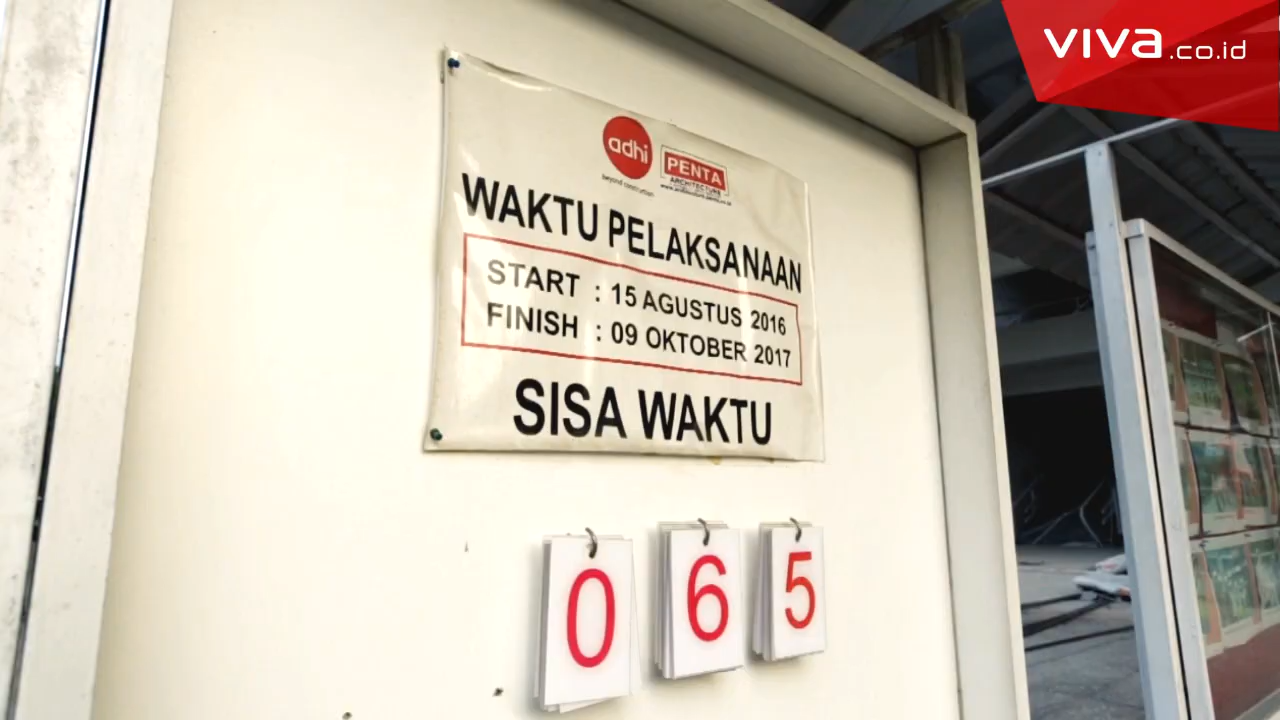 VIVA.co.id
adhi
beyond construction
PENTA
ARCHITECTURE
WAKTU PELAKSANAAN
START : 15 AGUSTUS 2016
FINISH : 09 OKTOBER 2017
SISA WAKTU
0 6 5